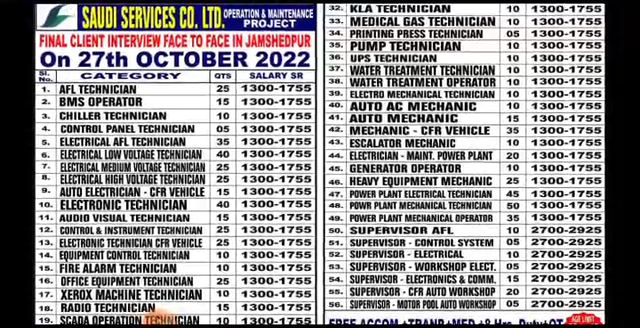 SAUDI SERVICES CO. LTD. OPERATION & MAINTENANCE PROJECT
FINAL CLIENT INTERVIEW FACE TO FACE IN JAMSHEDPUR
On 27th OCTOBER 2022
Sl. No. CATEGORY QTS SALARY SR
1. AFL TECHNICIAN 25 1300-1755
2. BMS OPERATOR 15 1300-1755
3. CHILLER TECHNICIAN 10 1300-1755
4. CONTROL PANEL TECHNICIAN 05 1300-1755
5. ELECTRICAL AFL TECHNICIAN 35 1300-1755
6. ELECTRICAL LOW VOLTAGE TECHNICIAN 40 1300-1755
7. ELECTRICAL MEDIUM VOLTAGE TECHNICIAN 25 1300-1755
8. ELECTRICAL HIGH VOLTAGE TECHNICIAN 25 1300-1755
9. AUTO ELECTRICIAN - CFR VEHICLE 15 1300-1755
10. ELECTRONIC TECHNICIAN 40 1300-1755
11. AUDIO VISUAL TECHNICIAN 15 1300-1755
12. CONTROL & INSTRUMENT TECHNICIAN 25 1300-1755
13. ELECTRONIC TECHNICIAN CFR VEHICLE 25 1300-1755
14. EQUIPMENT CONTROL TECHNICIAN 10 1300-1755
15. FIRE ALARM TECHNICIAN 10 1300-1755
16. OFFICE EQUIPMENT TECHNICIAN 25 1300-1755
17. XEROX MACHINE TECHNICIAN 10 1300-1755
18. RADIO TECHNICIAN 15 1300-1755
19. SCADA OPERATION TECHNICIAN 10 1300-1755
32. KLA TECHNICIAN 10 1300-1755
33. MEDICAL GAS TECHNICIAN 10 1300-1755
34. PRINTING PRESS TECHNICIAN 05 1300-1755
35. PUMP TECHNICIAN 10 1300-1755
36. UPS TECHNICIAN 10 1300-1755
37. WATER TREATMENT TECHNICIAN 10 1300-1755
38. WATER TREATMENT OPERATOR 10 1300-1755
39. ELECTRO MECHANICAL TECHNICIAN 10 1300-1755
40. AUTO AC MECHANIC 10 1300-1755
41. AUTO MECHANIC 15 1300-1755
42. MECHANIC - CFR VEHICLE 35 1300-1755
43. ESCALATOR MECHANIC 10 1300-1755
44. ELECTRICIAN - MAINT. POWER PLANT 20 1300-1755
45. GENERATOR OPERATOR 10 1300-1755
46. HEAVY EQUIPMENT MECHANIC 25 1300-1755
47. POWER PLANT ELECTRICAL TECHNICIAN 45 1300-1755
48. POWR PLANT MECHANICAL TECHNICIAN 50 1300-1755
49. POWER PLANT MECHANICAL OPERATOR 35 1300-1755
50. SUPERVISOR AFL 10 2700-2925
51. SUPERVISOR - CONTROL SYSTEM 05 2700-2925
52. SUPERVISOR - ELECTRICAL 10 2700-2925
53. SUPERVISOR - WORKSHOP ELECT. 05 2700-2925
54. SUPERVISOR - ELECTRONICS & COMM. 15 2700-2925
55. SUPERVISOR - CFR AUTO WORKSHOP 20 2700-2925
56. SUPERVISOR - MOTOR POOL AUTO WORKSHOP 05 2700-2925
AGE LIMIT